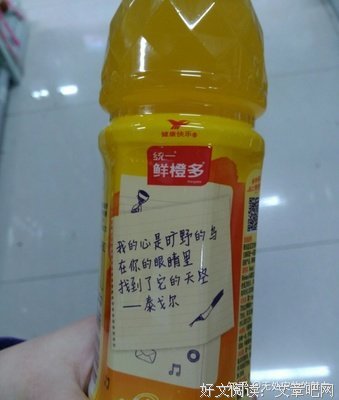 健康快乐
统一
鲜橙多
我的心是旷野的鸟
在你的眼睛里
找到了它的天空
——泰戈尔
好文阅读：文章吧网